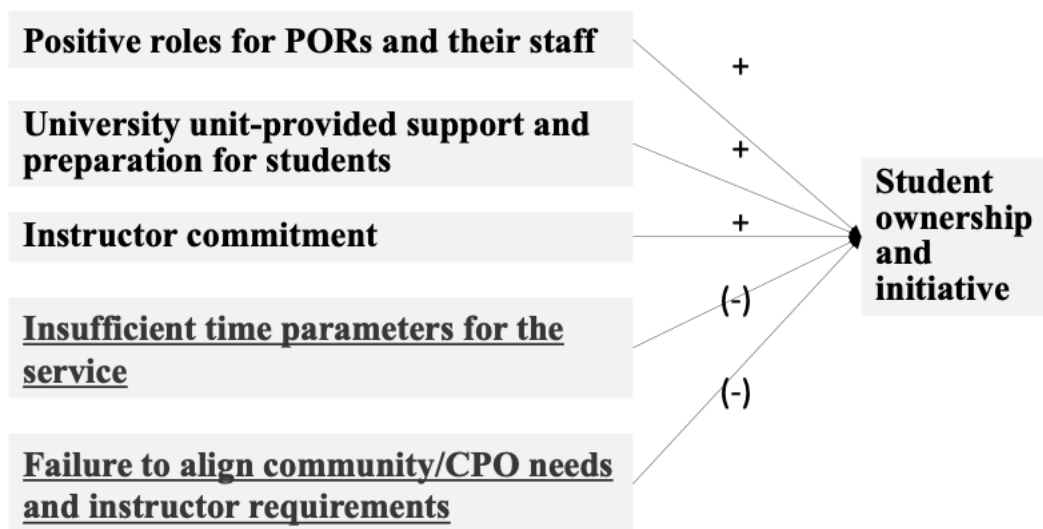 Positive roles for PORs and their staff
+
University unit-provided support and
preparation for students
+
Instructor commitment
+
Insufficient time parameters for the
service
(-)
Failure to align community/CPO needs
and instructor requirements
(-)
Student
ownership
and
initiative